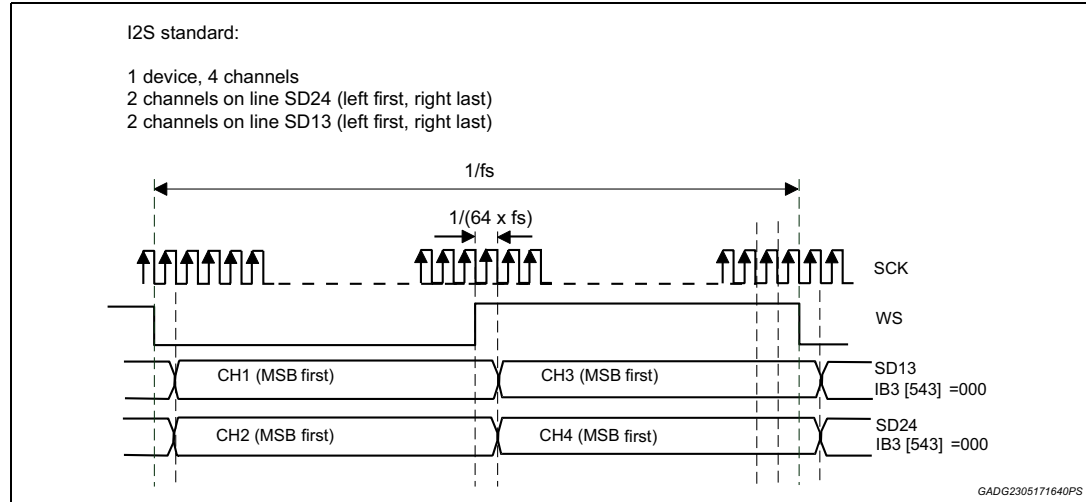 I2S standard:
1 device, 4 channels
2 channels on line SD24 (left first, right last)
2 channels on line SD13 (left first, right last)
1/fs
1/(64 x fs)
SCK
WS
CH1 (MSB first)
CH3 (MSB first)
SD13
IB3 [543] =000
CH2 (MSB first)
CH4 (MSB first)
SD24
IB3 [543] =000
GADG2305171640PS